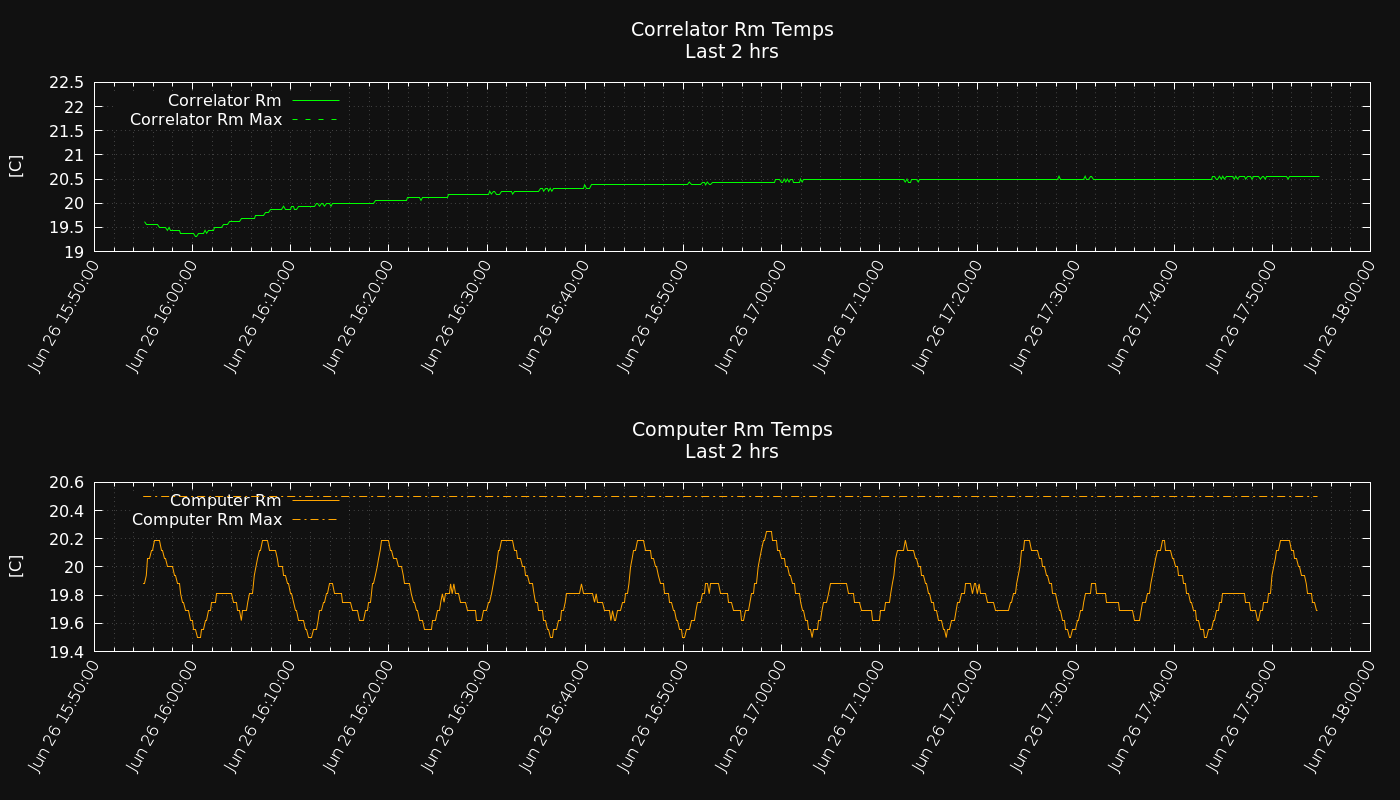 Correlator Rm Temps
Last 2 hrs
22.5
22
21.5
21
20.5
20
19.5
19
[C]
Correlator Rm
Correlator Rm Max
Jun 26 15:50:00
Jun 26 16:00:00
Jun 26 16:10:00
Jun 26 16:20:00
Jun 26 16:30:00
Jun 26 16:40:00
Jun 26 16:50:00
Jun 26 17:00:00
Jun 26 17:10:00
Jun 26 17:20:00
Jun 26 17:30:00
Jun 26 17:40:00
Jun 26 17:50:00
Jun 26 18:00:00
Computer Rm Temps
Last 2 hrs
20.6
20.4
20.2
20
19.8
19.6
19.4
[C]
Computer Rm
Computer Rm Max
Jun 26 15:50:00
Jun 26 16:00:00
Jun 26 16:10:00
Jun 26 16:20:00
Jun 26 16:30:00
Jun 26 16:40:00
Jun 26 16:50:00
Jun 26 17:00:00
Jun 26 17:10:00
Jun 26 17:20:00
Jun 26 17:30:00
Jun 26 17:40:00
Jun 26 17:50:00
Jun 26 18:00:00